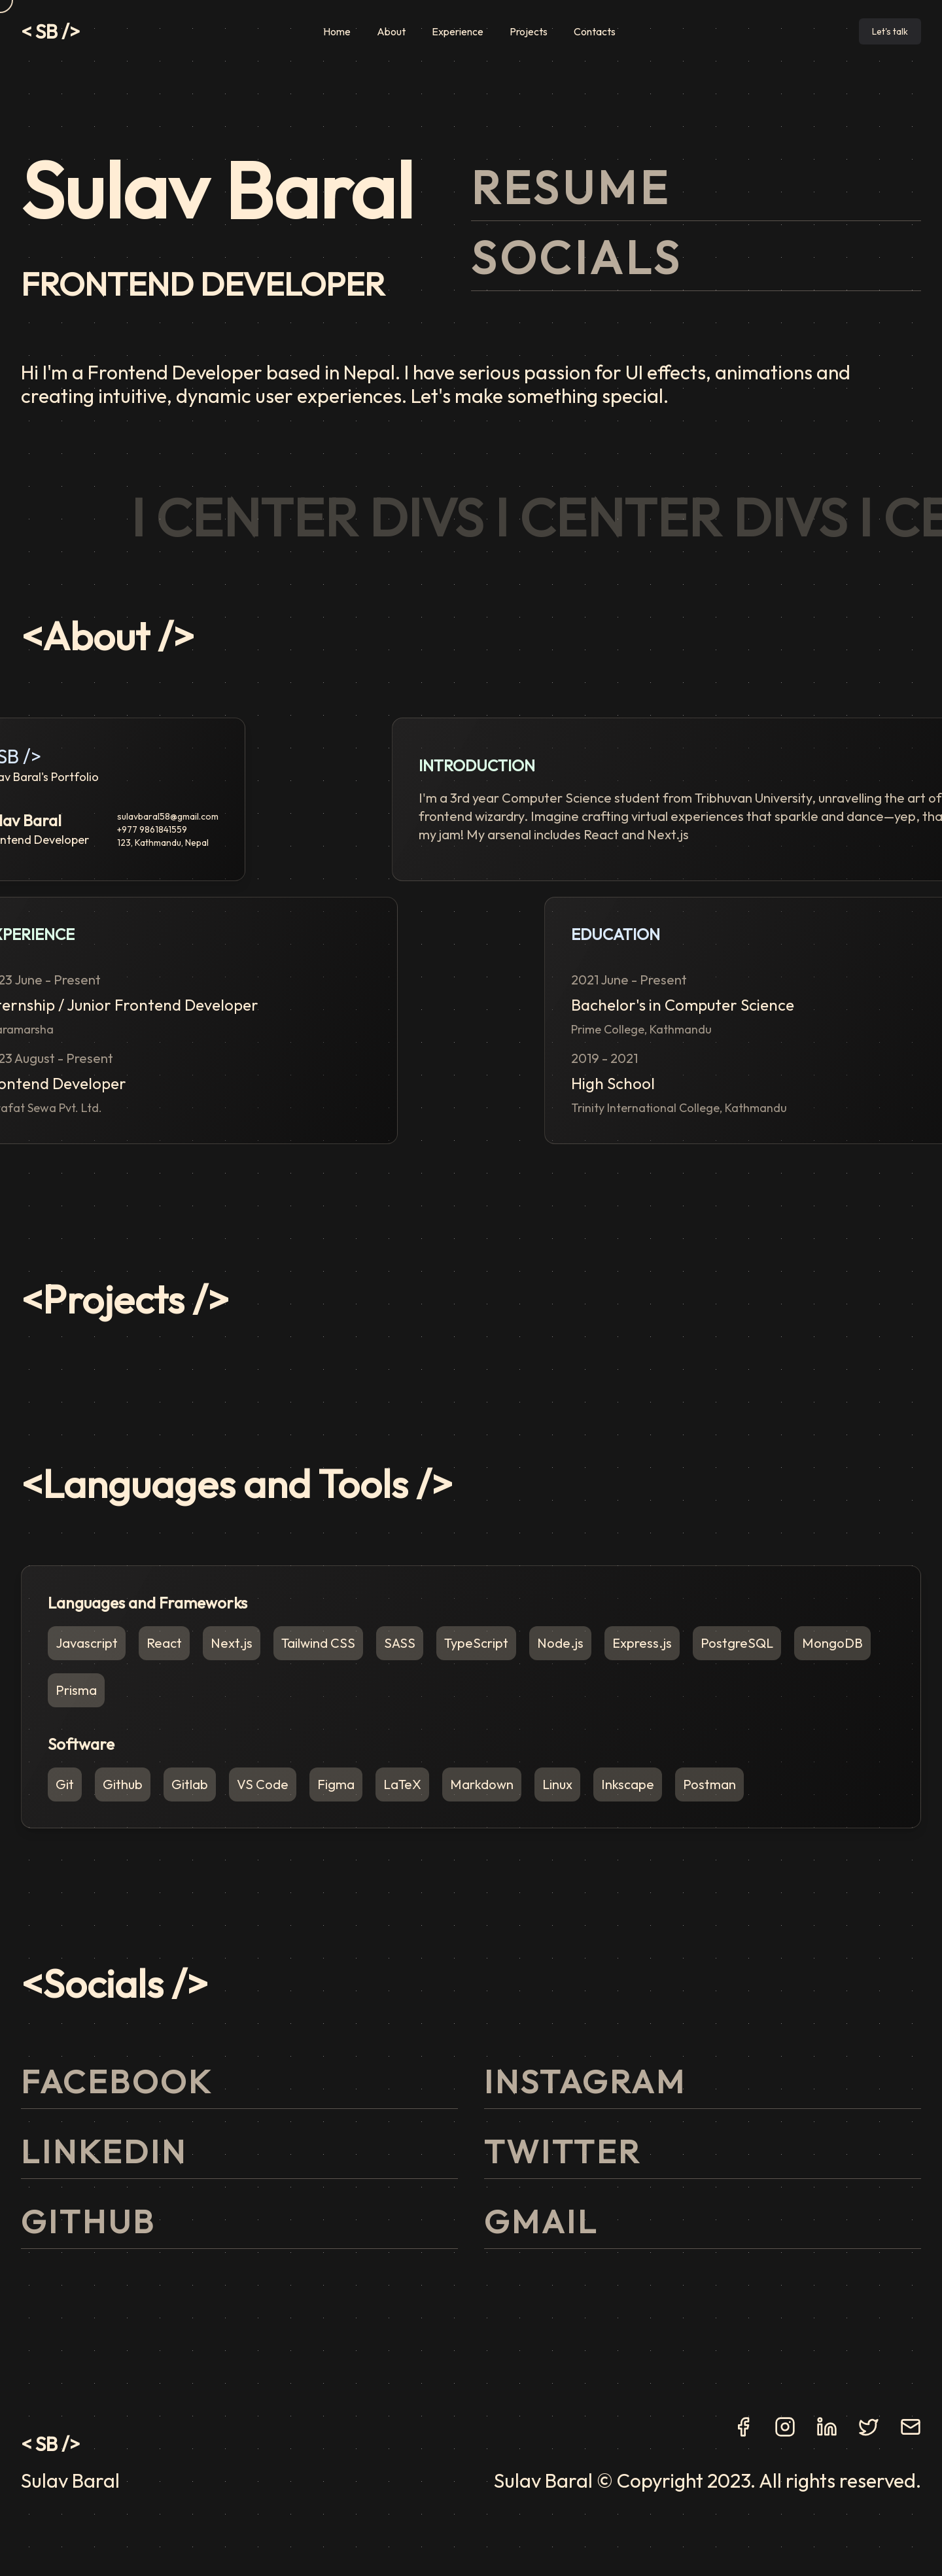 < SB />
Home About Experience Projects Contacts
Let's talk
Sulav Baral
FRONTEND DEVELOPER
RESUME
SOCIALS
Hi I'm a Frontend Developer based in Nepal. I have serious passion for UI effects, animations and
creating intuitive, dynamic user experiences. Let's make something special.
I CENTER DIVS I CENTER DIVS I CE
<About />
SB />
av Baral's Portfolio
lav Baral
ntend Developer
sulavbaral58@gmail.com
+977 9861841559
123, Kathmandu, Nepal
INTRODUCTION
I'm a 3rd year Computer Science student from Tribhuvan University, unravelling the art of
frontend wizardry. Imagine crafting virtual experiences that sparkle and dance—yep, tha
my jam! My arsenal includes React and Next.js
XPERIENCE
23 June - Present
ternship / Junior Frontend Developer
aramarsha
23 August - Present
ontend Developer
afat Sewa Pvt. Ltd.
EDUCATION
2021 June - Present
Bachelor's in Computer Science
Prime College, Kathmandu
2019 - 2021
High School
Trinity International College, Kathmandu
<Projects />
<Languages and Tools />
Languages and Frameworks
Javascript React Next.js Tailwind CSS SASS TypeScript Node.js Express.js PostgreSQL MongoDB
Prisma
Software
Git Github Gitlab VS Code Figma LaTeX Markdown Linux Inkscape Postman
<Socials />
FACEBOOK
INSTAGRAM
LINKEDIN
TWITTER
GITHUB
GMAIL
< SB />
Sulav Baral
Sulav Baral © Copyright 2023. All rights reserved.